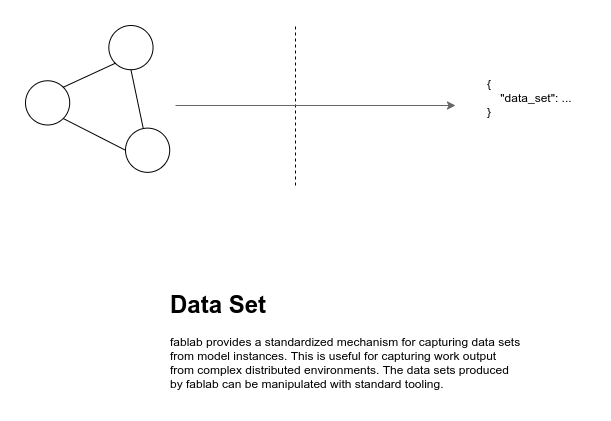 {
"data_set": ...
}
Data Set
fablab provides a standardized mechanism for capturing data sets
from model instances. This is useful for capturing work output
from complex distributed environments. The data sets produced
by fablab can be manipulated with standard tooling.